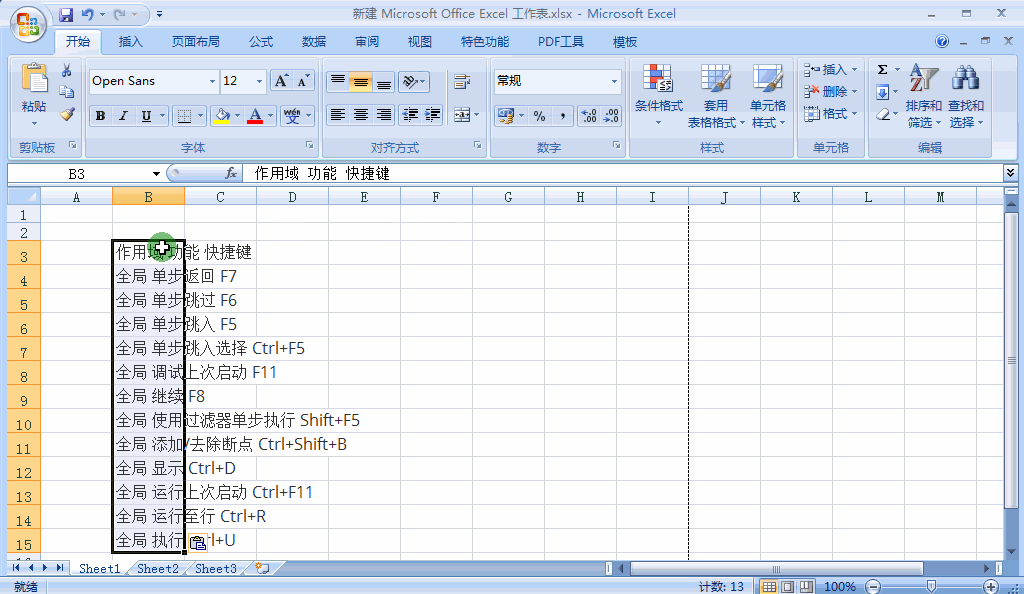 新建 Microsoft Office Excel 工作表.xlsx - Microsoft Excel
开始 插入 页面布局 公式 数据 审阅 视图 特色功能 PDF工具 模板
粘贴
剪贴板
Open Sans 12
B I U A 雯
字体
对齐方式
常规
% ,
数字
条件格式 套用 表格格式 单元格 样式
样式
插入
删除
格式
单元格
Σ
排序和 筛选 查找和 选择
编辑
B3 fx 作用域 功能 快捷键
A B C D E F G H I J K L M
1
2
3 作用域 功能 快捷键
4 全局 单步返回 F7
5 全局 单步跳过 F6
6 全局 单步跳入 F5
7 全局 单步跳入选择 Ctrl+F5
8 全局 调试上次启动 F11
9 全局 继续 F8
10 全局 使用过滤器单步执行 Shift+F5
11 全局 添加/去除断点 Ctrl+Shift+B
12 全局 显示 Ctrl+D
13 全局 运行上次启动 Ctrl+F11
14 全局 运行至行 Ctrl+R
15 全局 执行 Ctrl+U
Sheet1 Sheet2 Sheet3
就绪 计数: 13 100%